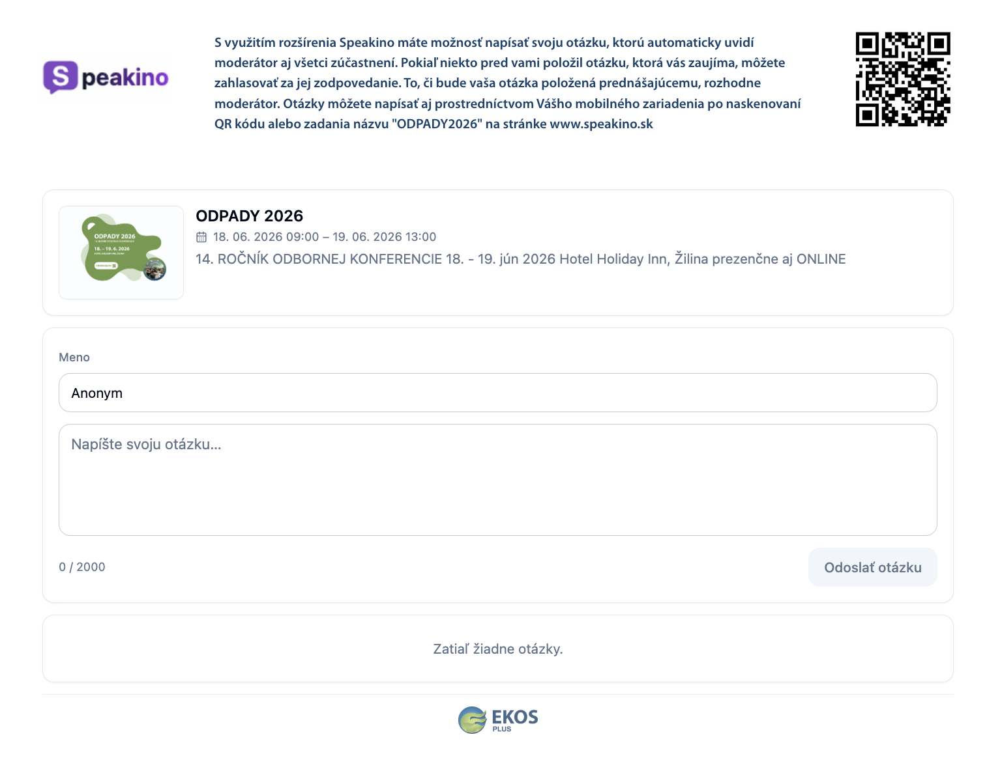 Speakino
S využitím rozšírenia Speakino máte možnosť napísať svoju otázku, ktorú automaticky uvidí
moderátor aj všetci zúčastnení. Pokiaľ niekto pred vami položil otázku, ktorá vás zaujíma, môžete
zahlasovať za jej zodpovedanie. To, či bude vaša otázka položená prednášajúcemu, rozhodne
moderátor. Otázky môžete napísať aj prostredníctvom Vášho mobilného zariadenia po naskenovaní
QR kódu alebo zadania názvu "ODPADY2026" na stránke www.speakino.sk
ODPADY 2026
14. ROČNÍK ODBORNEJ KONFERENCIE
18. – 19. 6. 2026
ODPADY 2026
18. 06. 2026 09:00 – 19. 06. 2026 13:00
14. ROČNÍK ODBORNEJ KONFERENCIE 18. - 19. jún 2026 Hotel Holiday Inn, Žilina prezenčne aj ONLINE
Meno
Anonym
Napíšte svoju otázku...
0 / 2000
Odoslať otázku
Zatiaľ žiadne otázky.
EKOS
PLUS